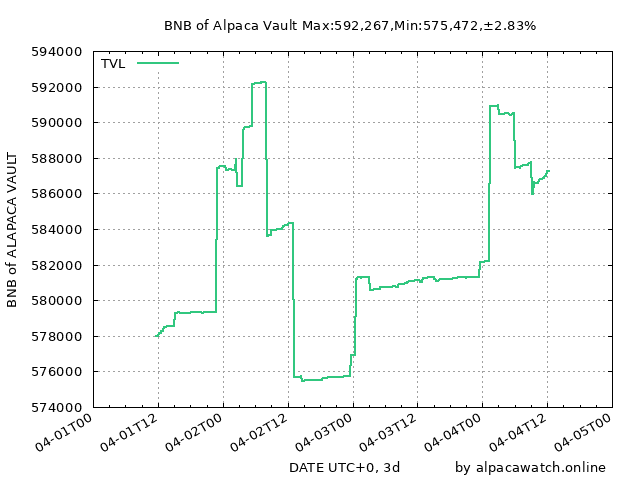 BNB of Alpaca Vault Max:592,267,Min:575,472,±2.83%
TVL
594000
592000
590000
588000
586000
584000
582000
580000
578000
576000
574000
BNB of ALAPACA VAULT
04-01T00
04-01T12
04-02T00
04-02T12
04-03T00
04-03T12
04-04T00
04-04T12
04-05T00
DATE UTC+0, 3d
by alpacawatch.online